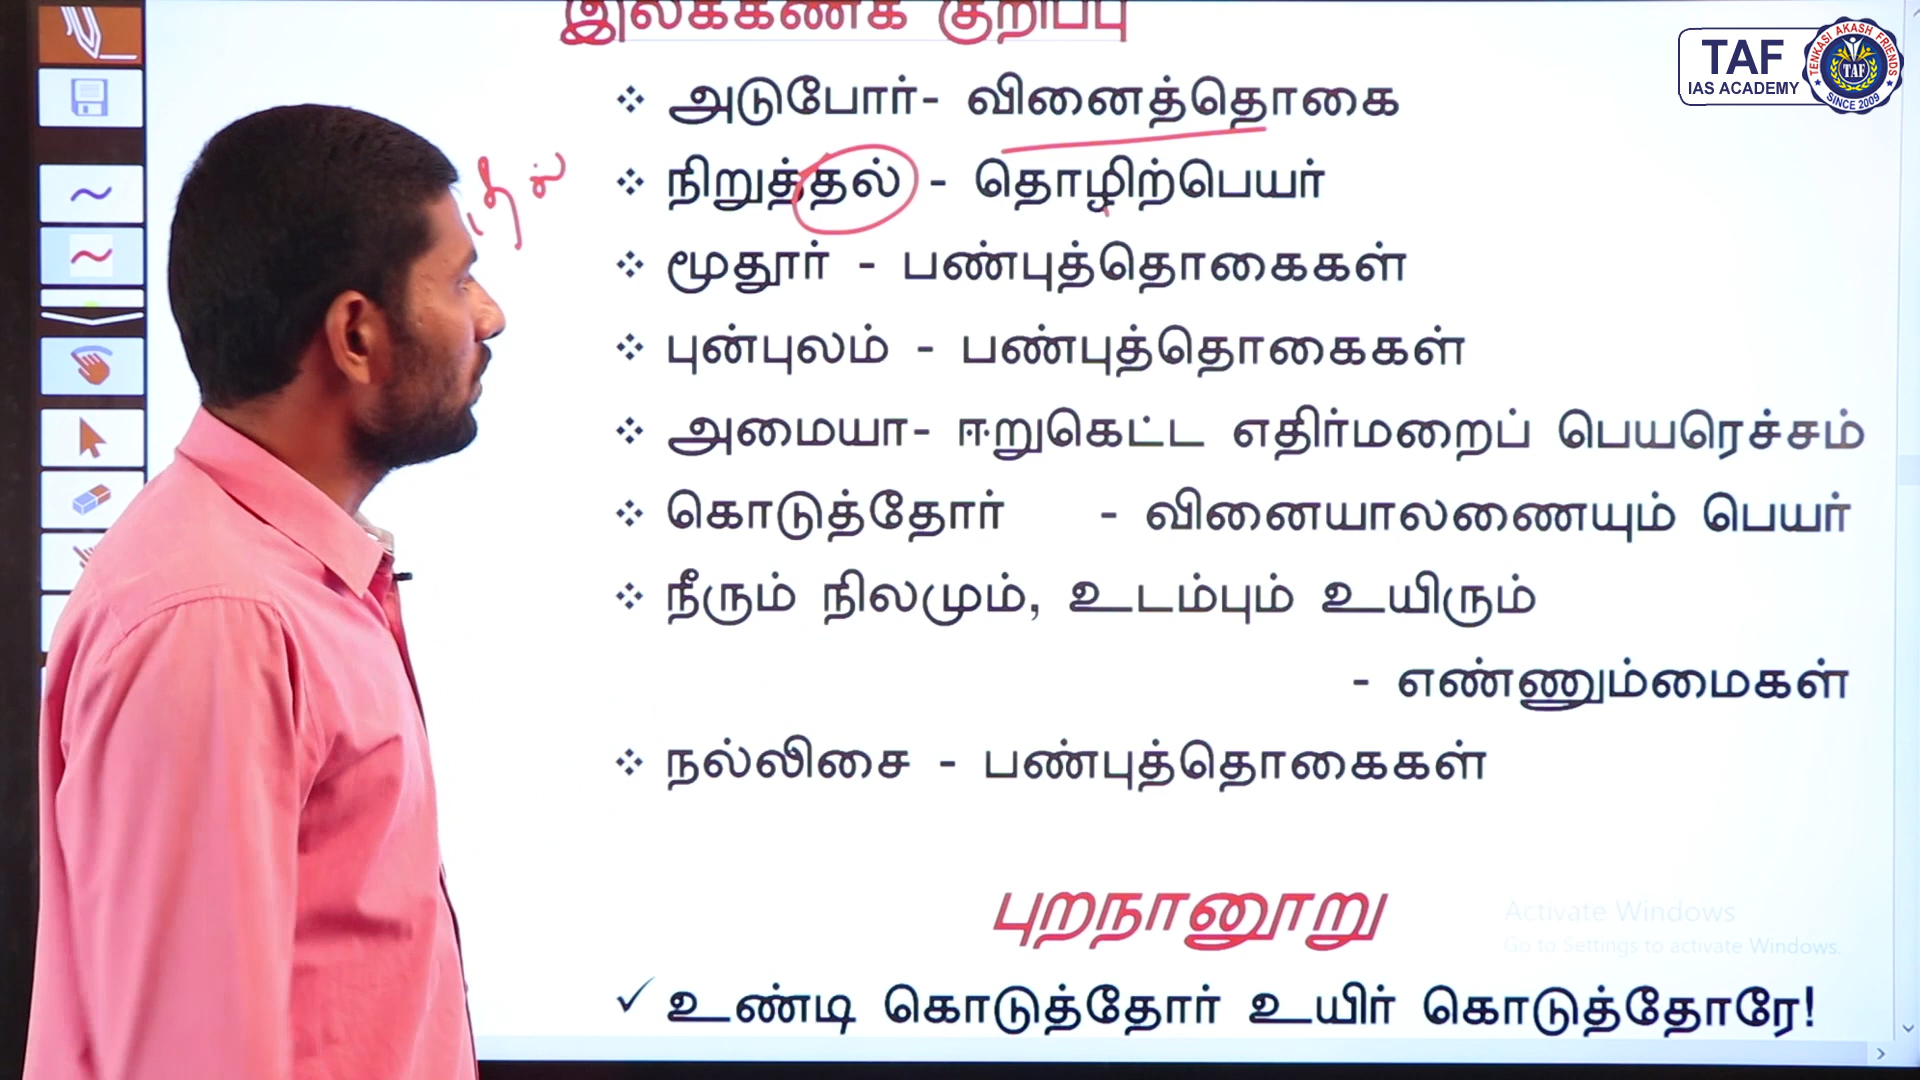 இலக்கணக் குறிப்பு
TAF
IAS ACADEMY
TENKASI AKASH FRIENDS
TAF
SINCE 2009
❖ அடுபோர்- வினைத்தொகை
தல்
❖ நிறுத்தல் - தொழிற்பெயர்
❖ மூதூர் - பண்புத்தொகைகள்
❖ புன்புலம் - பண்புத்தொகைகள்
❖ அமையா- ஈறுகெட்ட எதிர்மறைப் பெயரெச்சம்
❖ கொடுத்தோர் - வினையாலணையும் பெயர்
❖ நீரும் நிலமும், உடம்பும் உயிரும்
- எண்ணும்மைகள்
❖ நல்லிசை - பண்புத்தொகைகள்
புறநானூறு
Activate Windows
Go to Settings to activate Windows.
✓ உண்டி கொடுத்தோர் உயிர் கொடுத்தோரே!